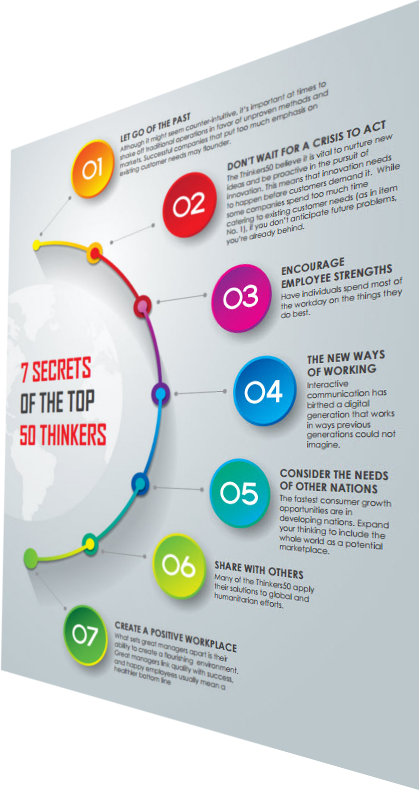 7 SECRETS
OF THE TOP
50 THINKERS
01
LET GO OF THE PAST
Although it might seem counter-intuitive, it's important at times to
shake off traditional operations in favor of unproven methods and
markets. Successful companies that put too much emphasis on
existing customer needs may flounder.
02
DON'T WAIT FOR A CRISIS TO ACT
The Thinkers50 believe it is vital to nurture new
ideas and be proactive in the pursuit of
innovation. This means that innovation needs
to happen before customers demand it. While
some companies spend too much time
catering to existing customer needs (as in item
No. 1), if you don't anticipate future problems,
you're already behind.
03
ENCOURAGE
EMPLOYEE STRENGTHS
Have individuals spend most of
the workday on the things they
do best.
04
THE NEW WAYS
OF WORKING
Interactive
communication has
birthed a digital
generation that works
in ways previous
generations could not
imagine.
05
CONSIDER THE NEEDS
OF OTHER NATIONS
The fastest consumer growth
opportunities are in
developing nations. Expand
your thinking to include the
whole world as a potential
marketplace.
06
SHARE WITH OTHERS
Many of the Thinkers50 apply
their solutions to global and
humanitarian efforts.
07
CREATE A POSITIVE WORKPLACE
What sets great managers apart is their
ability to create a flourishing environment.
Great managers link quality with success,
and happy employees usually mean a
healthier bottom line